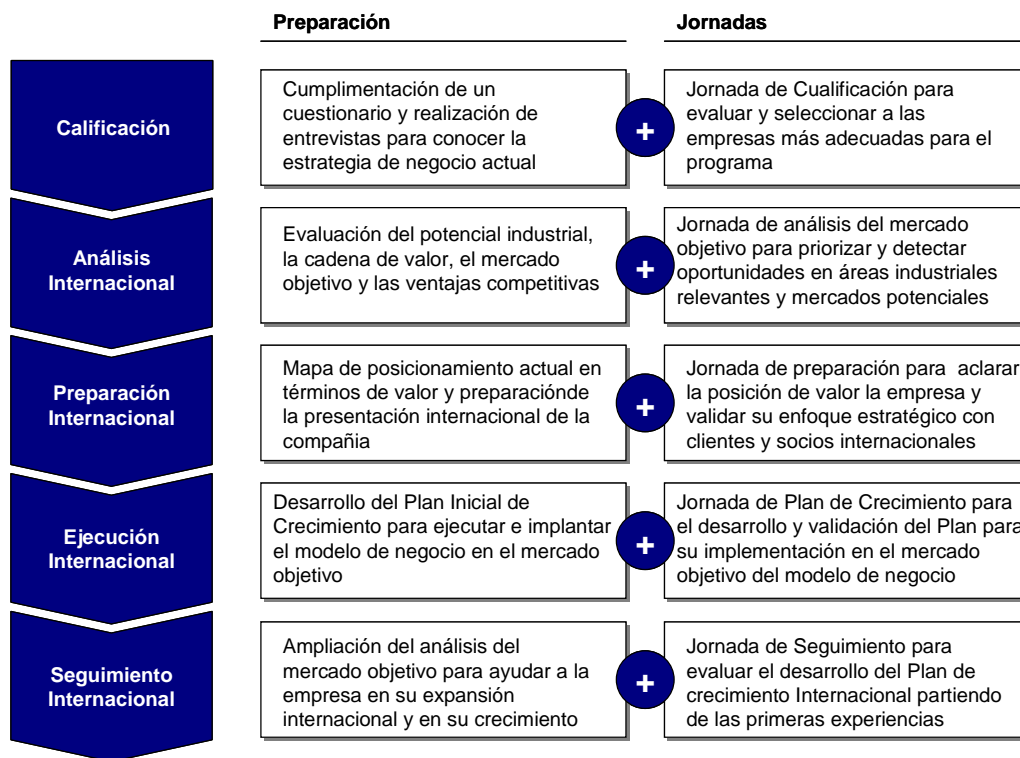 Preparación
Jornadas
Calificación
Cumplimentación de un
cuestionario y realización de
entrevistas para conocer la
estrategia de negocio actual
+
Jornada de Cualificación para
evaluar y seleccionar a las
empresas más adecuadas para el
programa
Análisis
Internacional
Evaluación del potencial industrial,
la cadena de valor, el mercado
objetivo y las ventajas competitivas
+
Jornada de análisis del mercado
objetivo para priorizar y detectar
oportunidades en áreas industriales
relevantes y mercados potenciales
Preparación
Internacional
Mapa de posicionamiento actual en
términos de valor y preparaciónde
la presentación internacional de la
compañia
+
Jornada de preparación para  aclarar
la posición de valor la empresa y
validar su enfoque estratégico con
clientes y socios internacionales
Ejecución
Internacional
Desarrollo del Plan Inicial de
Crecimiento para ejecutar e implantar
el modelo de negocio en el mercado
objetivo
+
Jornada de Plan de Crecimiento para
el desarrollo y validación del Plan para
su implementación en el mercado
objetivo del modelo de negocio
Seguimiento
Internacional
Ampliación del análisis del
mercado objetivo para ayudar a la
empresa en su expansión
internacional y en su crecimiento
+
Jornada de Seguimiento para
evaluar el desarrollo del Plan de
crecimiento Internacional partiendo
de las primeras experiencias